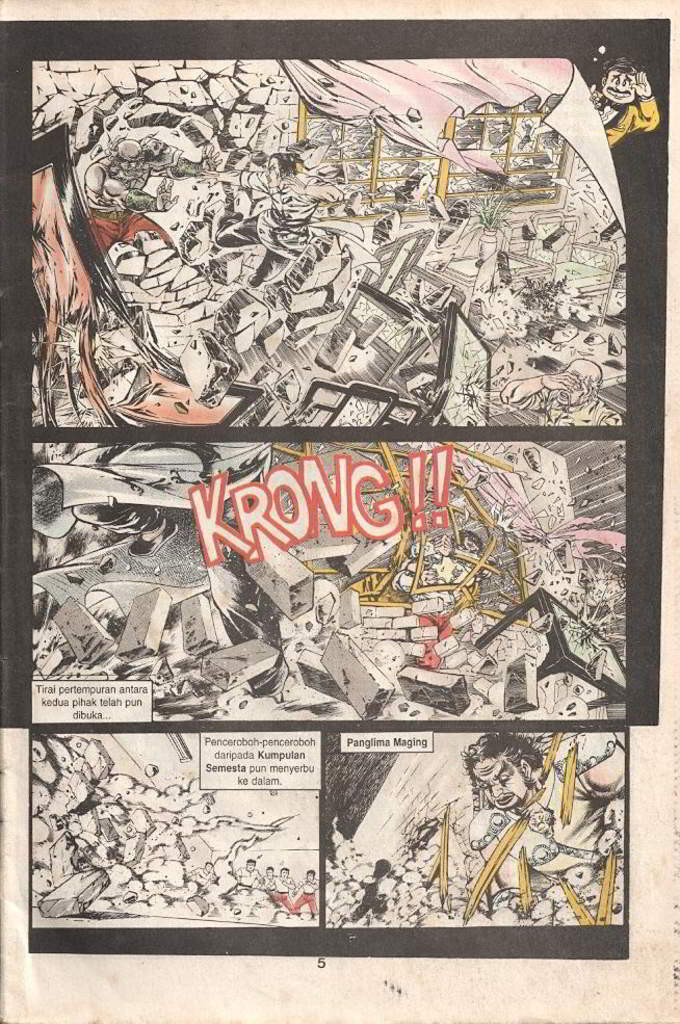 KRONG!!
Tirai pertempuran antara
kedua pihak telah pun
dibuka...
Penceroboh-penceroboh
daripada Kumpulan
Semesta pun menyerbu
ke dalam.
Panglima Maging
5